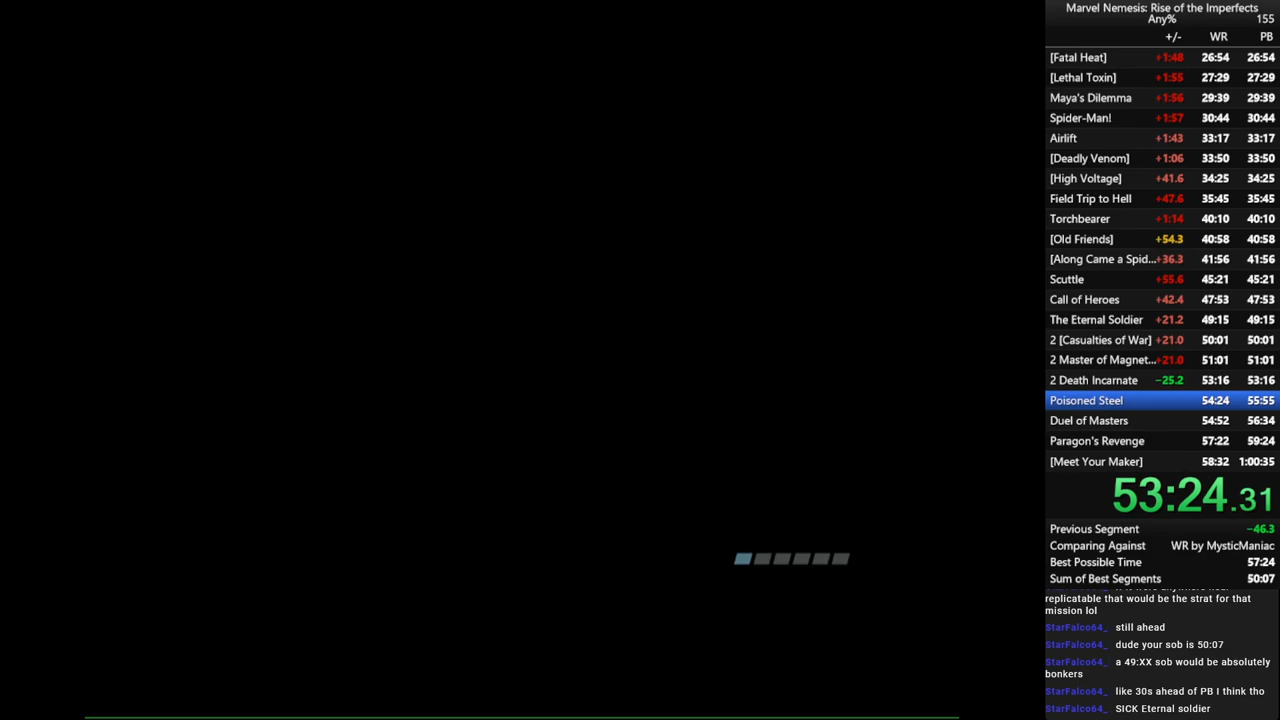 Marvel Nemesis: Rise of the Imperfects
Any% 155
+/- WR PB
[Fatal Heat] +1:48 26:54 26:54
[Lethal Toxin] +1:55 27:29 27:29
Maya's Dilemma +1:56 29:39 29:39
Spider-Man! +1:57 30:44 30:44
Airlift +1:43 33:17 33:17
[Deadly Venom] +1:06 33:50 33:50
[High Voltage] +41.6 34:25 34:25
Field Trip to Hell +47.6 35:45 35:45
Torchbearer +1:14 40:10 40:10
[Old Friends] +54.3 40:58 40:58
[Along Came a Spid... +36.3 41:56 41:56
Scuttle +55.6 45:21 45:21
Call of Heroes +42.4 47:53 47:53
The Eternal Soldier +21.2 49:15 49:15
2 [Casualties of War] +21.0 50:01 50:01
2 Master of Magnet... +21.0 51:01 51:01
2 Death Incarnate −25.2 53:16 53:16
Poisoned Steel 54:24 55:55
Duel of Masters 54:52 56:34
Paragon's Revenge 57:22 59:24
[Meet Your Maker] 58:32 1:00:35
53:24.31
Previous Segment −46.3
Comparing Against WR by MysticManiac
Best Possible Time 57:24
Sum of Best Segments 50:07
replicatable that would be the strat for that
mission lol
StarFalco64_ still ahead
StarFalco64_ dude your sob is 50:07
StarFalco64_ a 49:XX sob would be absolutely
bonkers
StarFalco64_ like 30s ahead of PB I think tho
StarFalco64_ SICK Eternal soldier